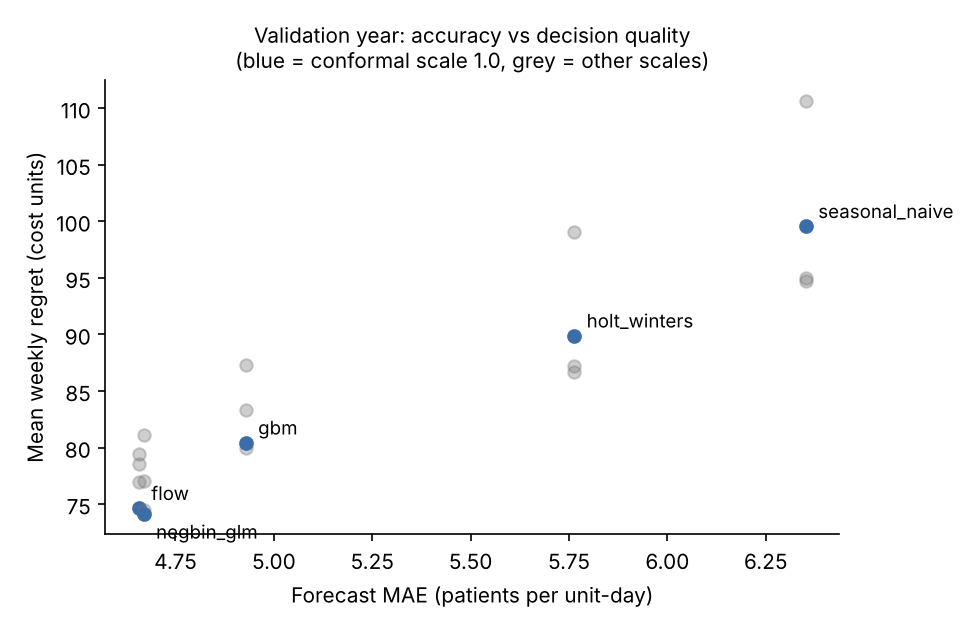 Validation year: accuracy vs decision quality
(blue = conformal scale 1.0, grey = other scales)
Mean weekly regret (cost units)
110
105
100
95
90
85
80
75
seasonal_naive
holt_winters
gbm
flow
negbin_glm
4.75 5.00 5.25 5.50 5.75 6.00 6.25
Forecast MAE (patients per unit-day)